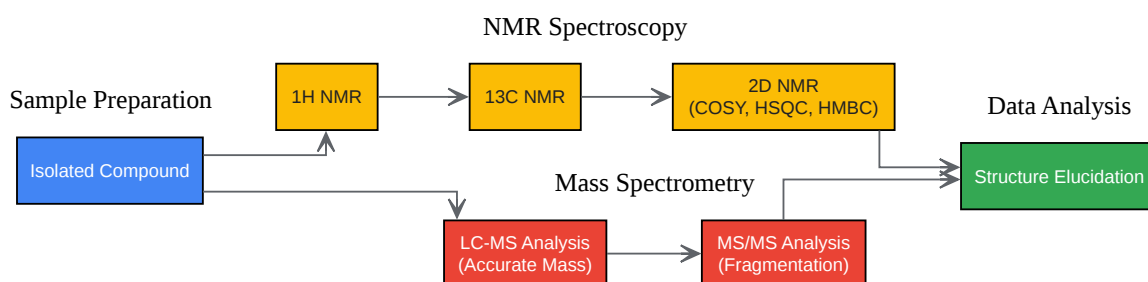 NMR Spectroscopy
Sample Preparation
1H NMR
13C NMR
2D NMR
(COSY, HSQC, HMBC)
Data Analysis
Isolated Compound
Mass Spectrometry
Structure Elucidation
LC-MS Analysis
(Accurate Mass)
MS/MS Analysis
(Fragmentation)